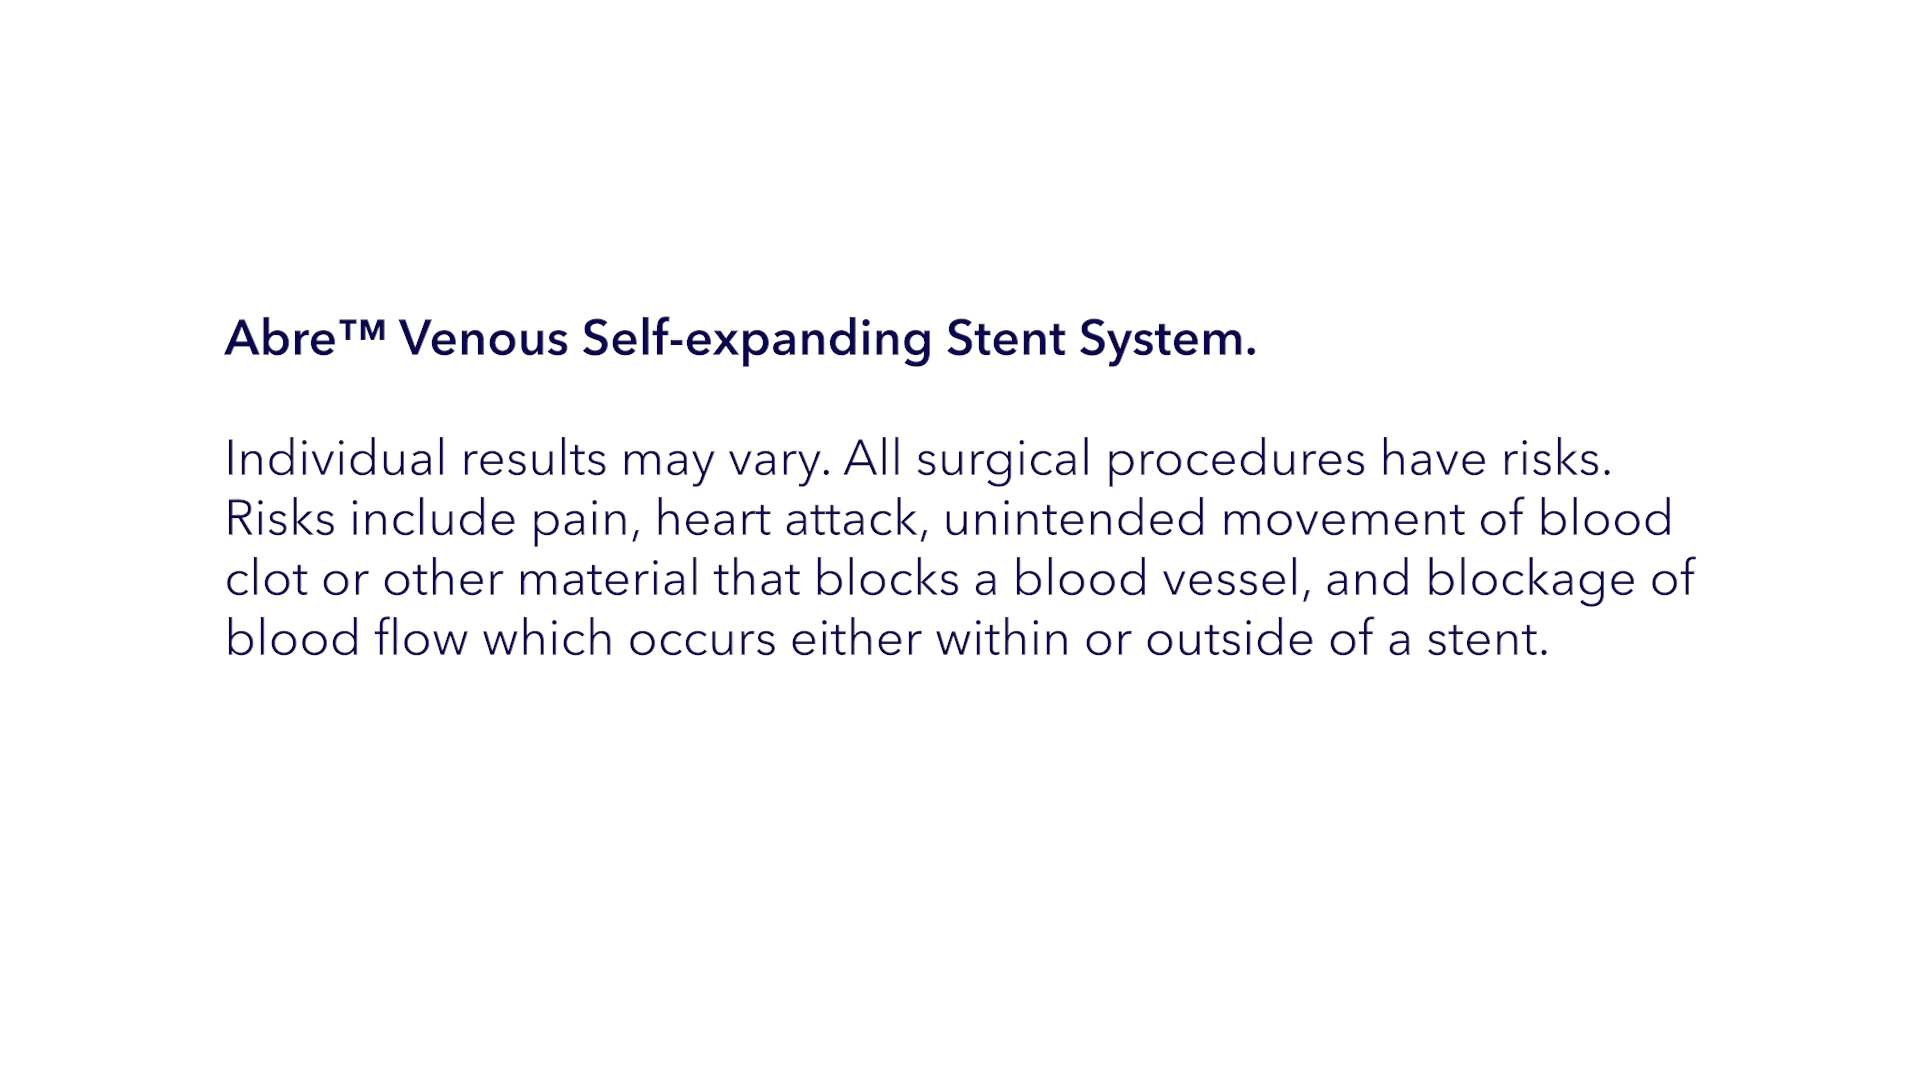 Abre™ Venous Self-expanding Stent System.
Individual results may vary. All surgical procedures have risks.
Risks include pain, heart attack, unintended movement of blood
clot or other material that blocks a blood vessel, and blockage of
blood flow which occurs either within or outside of a stent.